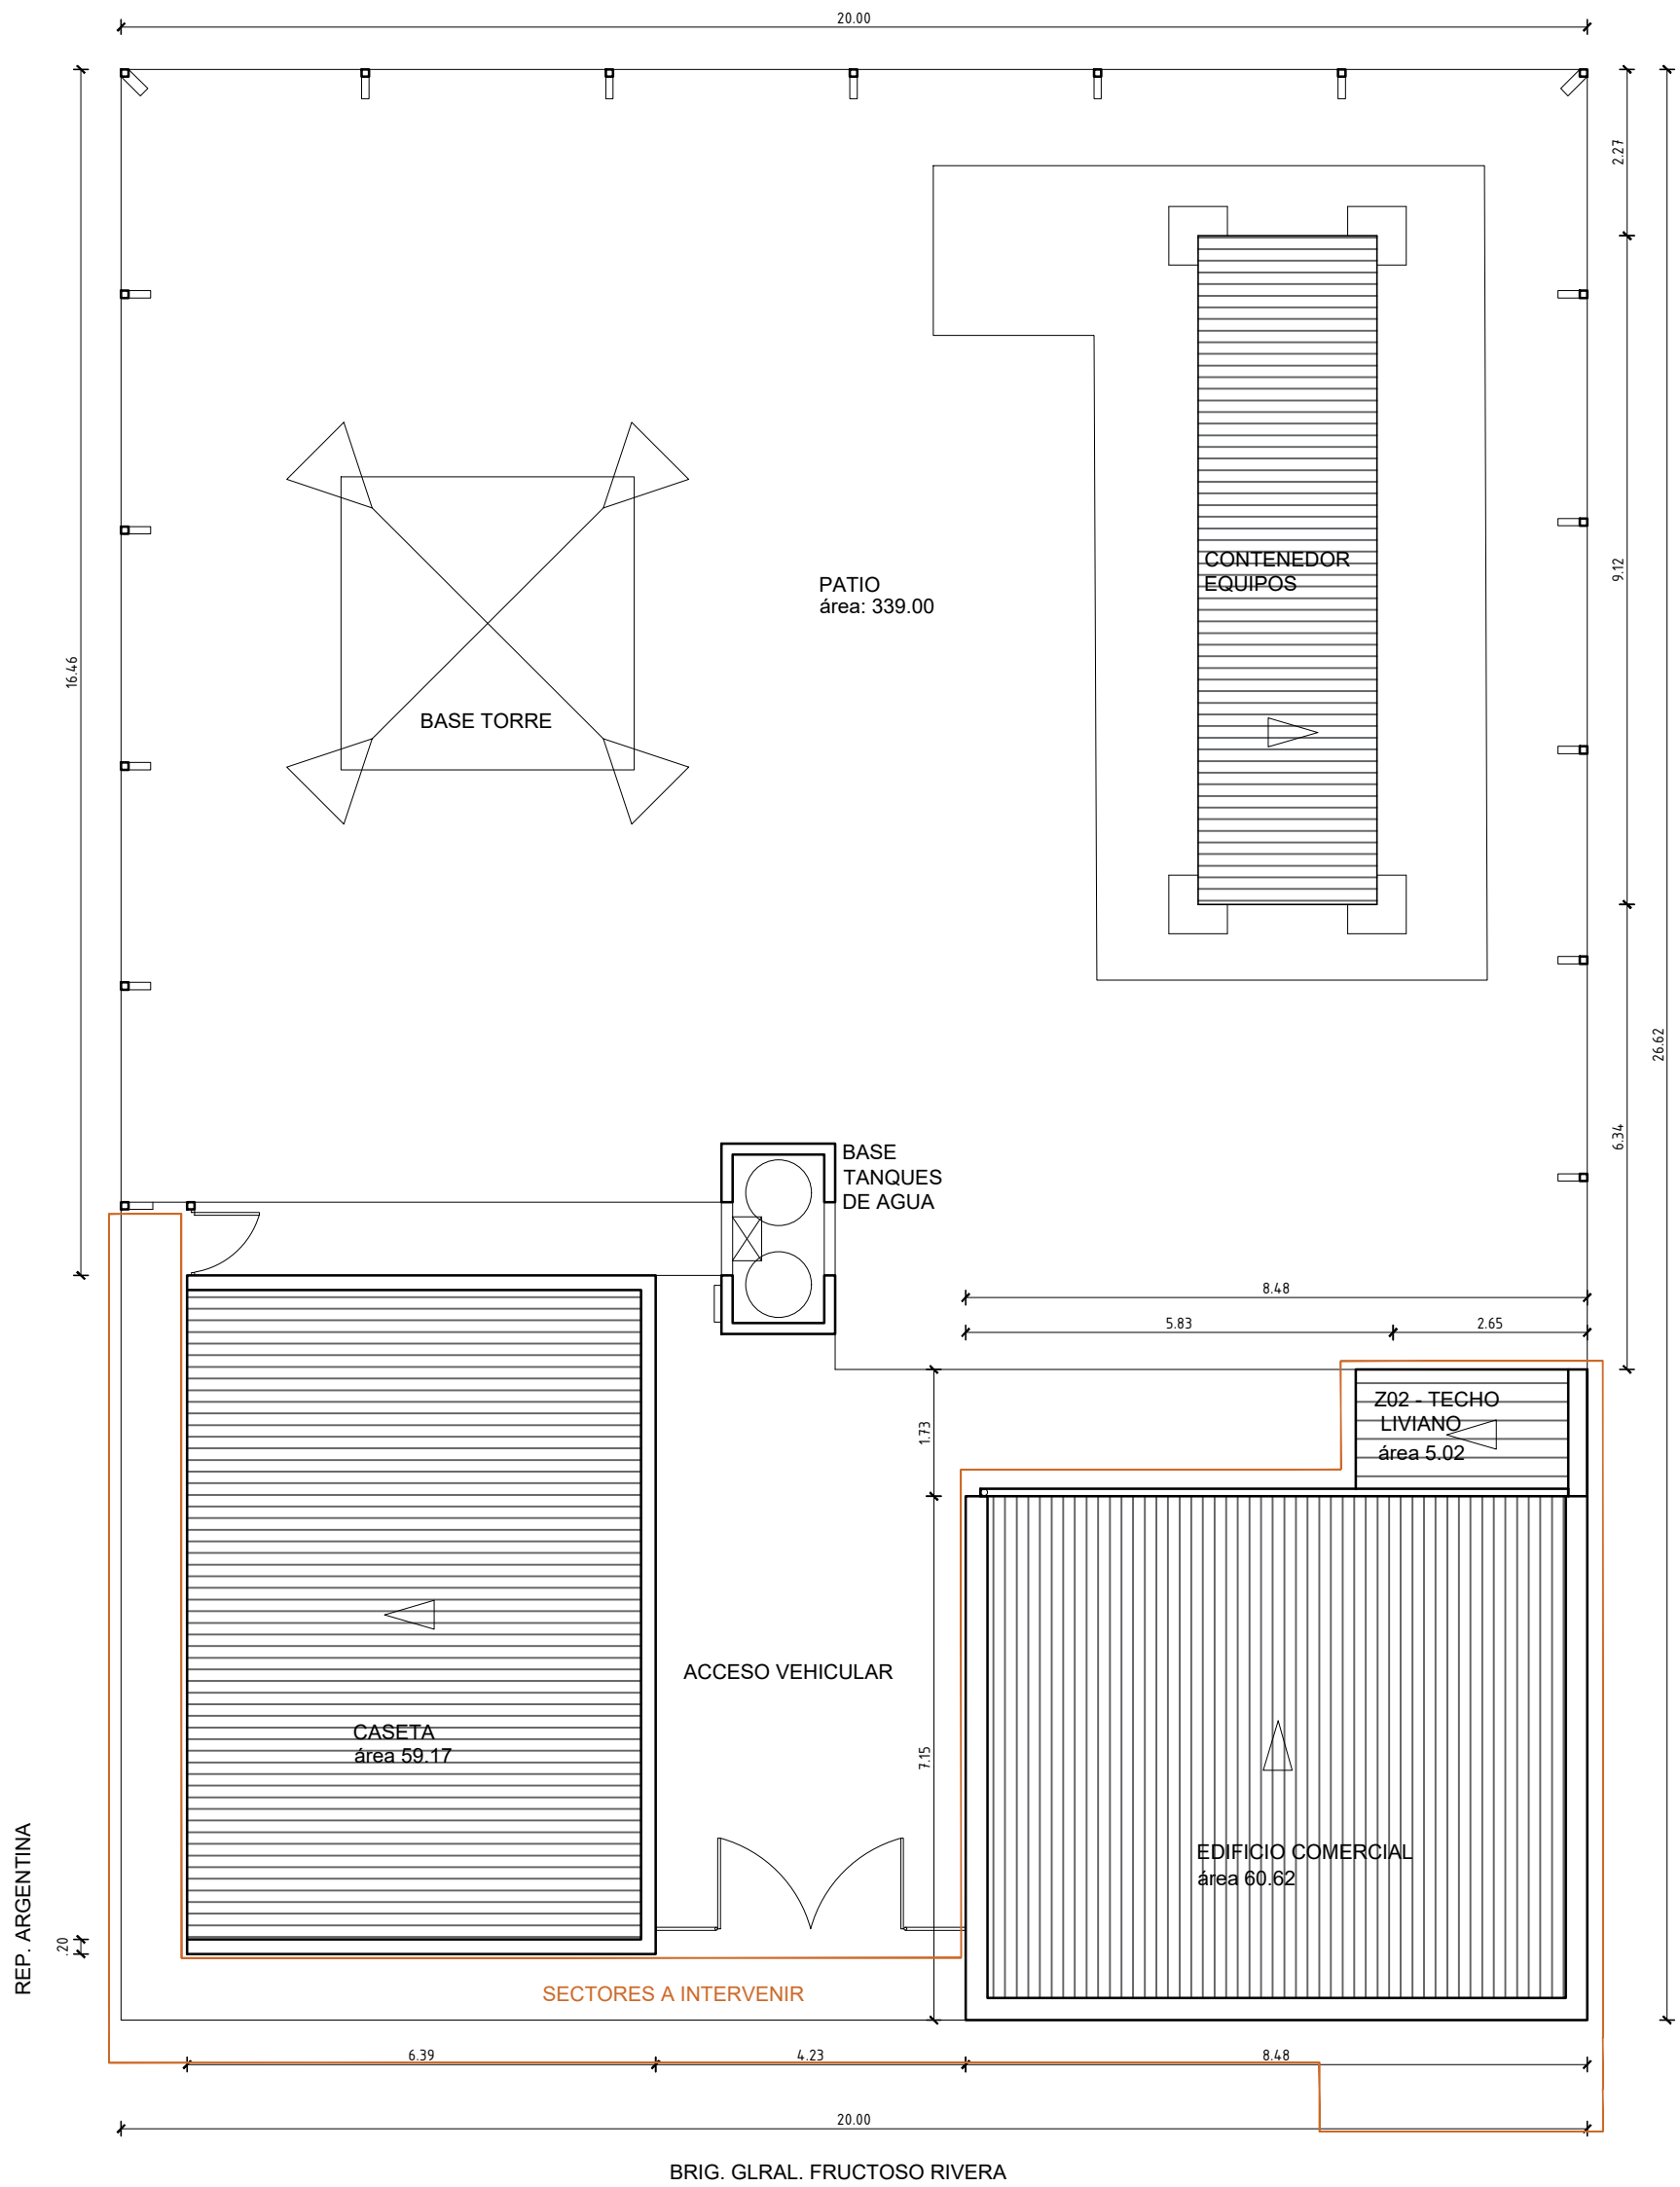 20.00
2.27
CONTENEDOR
EQUIPOS
9.12
PATIO
área: 339.00
16.46
BASE TORRE
26.62
BASE
TANQUES
DE AGUA
6.34
8.48
5.83
2.65
Z02 - TECHO
LIVIANO
área 5.02
1.73
ACCESO VEHICULAR
CASETA
área 59.17
7.15
EDIFICIO COMERCIAL
área 60.62
REP. ARGENTINA
.20
SECTORES A INTERVENIR
6.39
4.23
8.48
20.00
BRIG. GLRAL. FRUCTOSO RIVERA